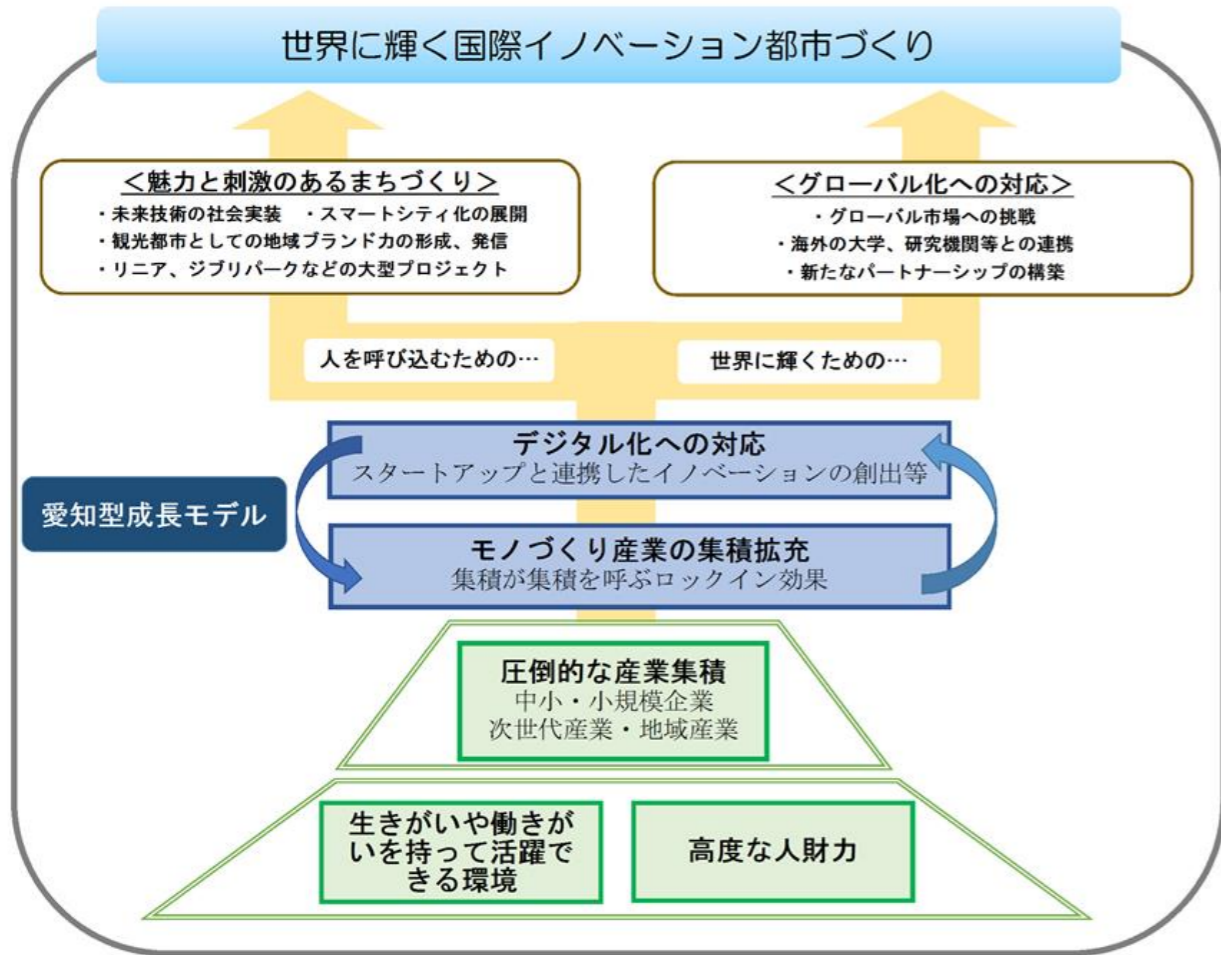 世界に輝く国際イノベーション都市づくり
＜魅力と刺激のあるまちづくり＞
・未来技術の社会実装　・スマートシティ化の展開
・観光都市としての地域ブランド力の形成、発信
・リニア、ジブリパークなどの大型プロジェクト
＜グローバル化への対応＞
・グローバル市場への挑戦
・海外の大学、研究機関等との連携
・新たなパートナーシップの構築
人を呼び込むための…
世界に輝くための…
デジタル化への対応
スタートアップと連携したイノベーションの創出等
愛知型成長モデル
モノづくり産業の集積拡充
集積が集積を呼ぶロックイン効果
圧倒的な産業集積
中小・小規模企業
次世代産業・地域産業
生きがいや働きが
いを持って活躍で
きる環境
高度な人財力